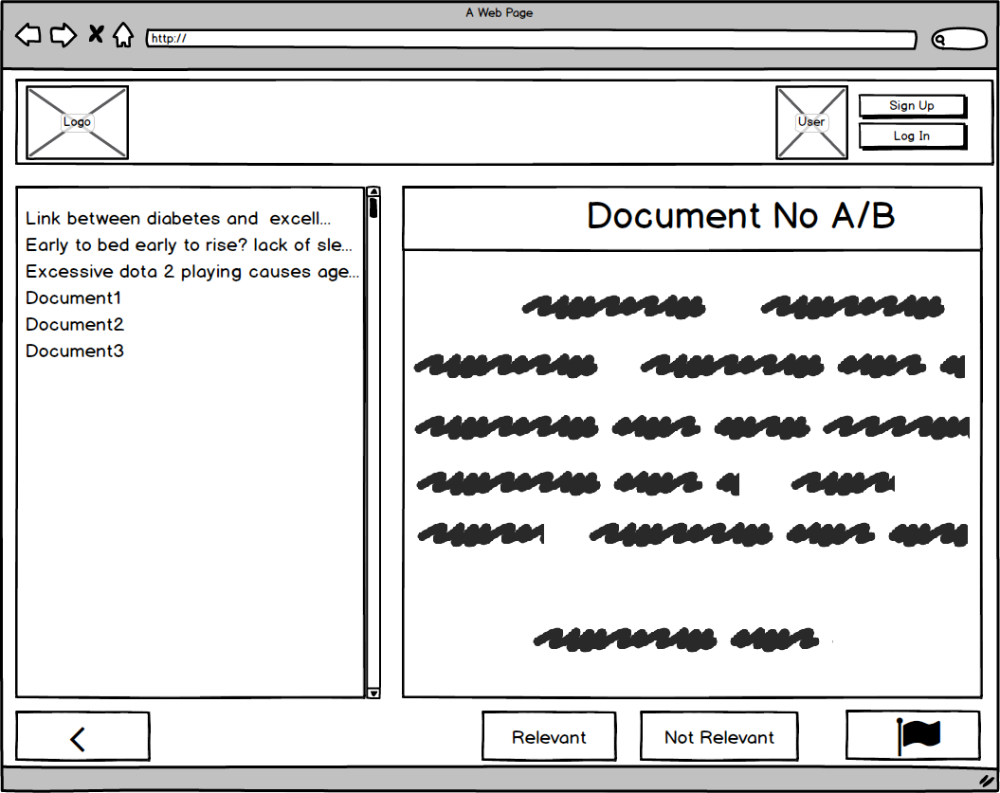 A Web Page
http://
Logo
User
Sign Up
Log In
Link between diabetes and excell...
Early to bed early to rise? lack of sle...
Excessive dota 2 playing causes age...
Document1
Document2
Document3
Document No A/B
Relevant
Not Relevant